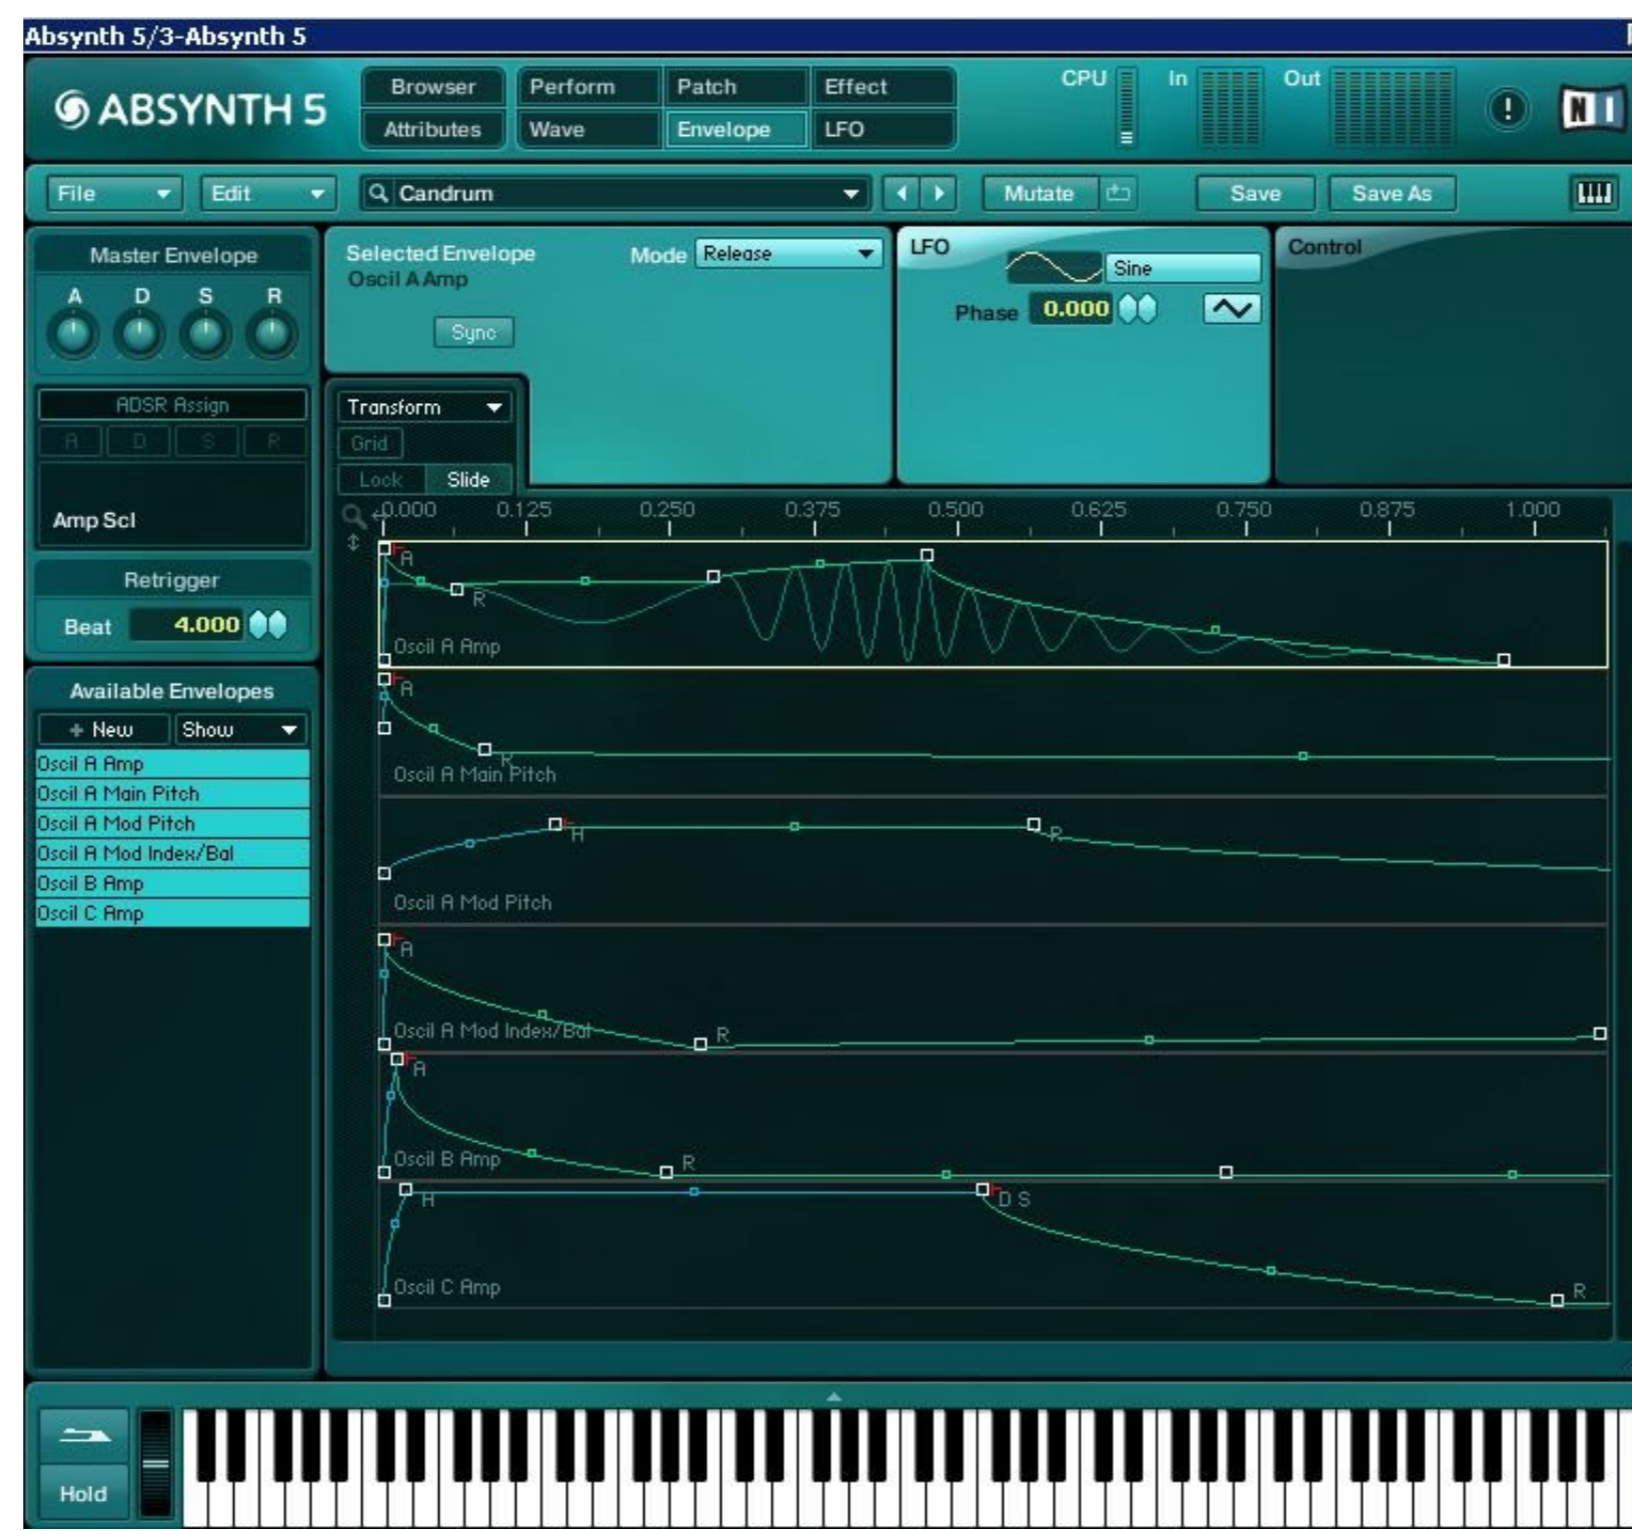 Absynth 5/3-Absynth 5
ABSYNTH 5
Browser Perform Patch Effect
Attributes Wave Envelope LFO
CPU In Out
! NI
File Edit Candrum Mutate Save Save As
Master Envelope
A D S R
ADSR Assign
A D S R
Amp Scl
Retrigger
Beat 4.000
Available Envelopes
+ New Show
Oscil A Amp
Oscil A Main Pitch
Oscil A Mod Pitch
Oscil A Mod Index/Bal
Oscil B Amp
Oscil C Amp
Selected Envelope Mode Release
Oscil A Amp
Sync
LFO
Sine
Phase 0.000
Control
Transform
Grid
Lock Slide
0.000 0.125 0.250 0.375 0.500 0.625 0.750 0.875 1.000
A
R
Oscil A Amp
A
R
Oscil A Main Pitch
H R
Oscil A Mod Pitch
A
Oscil A Mod Index/Bal R
A
Oscil B Amp R
H D S
Oscil C Amp R
Hold